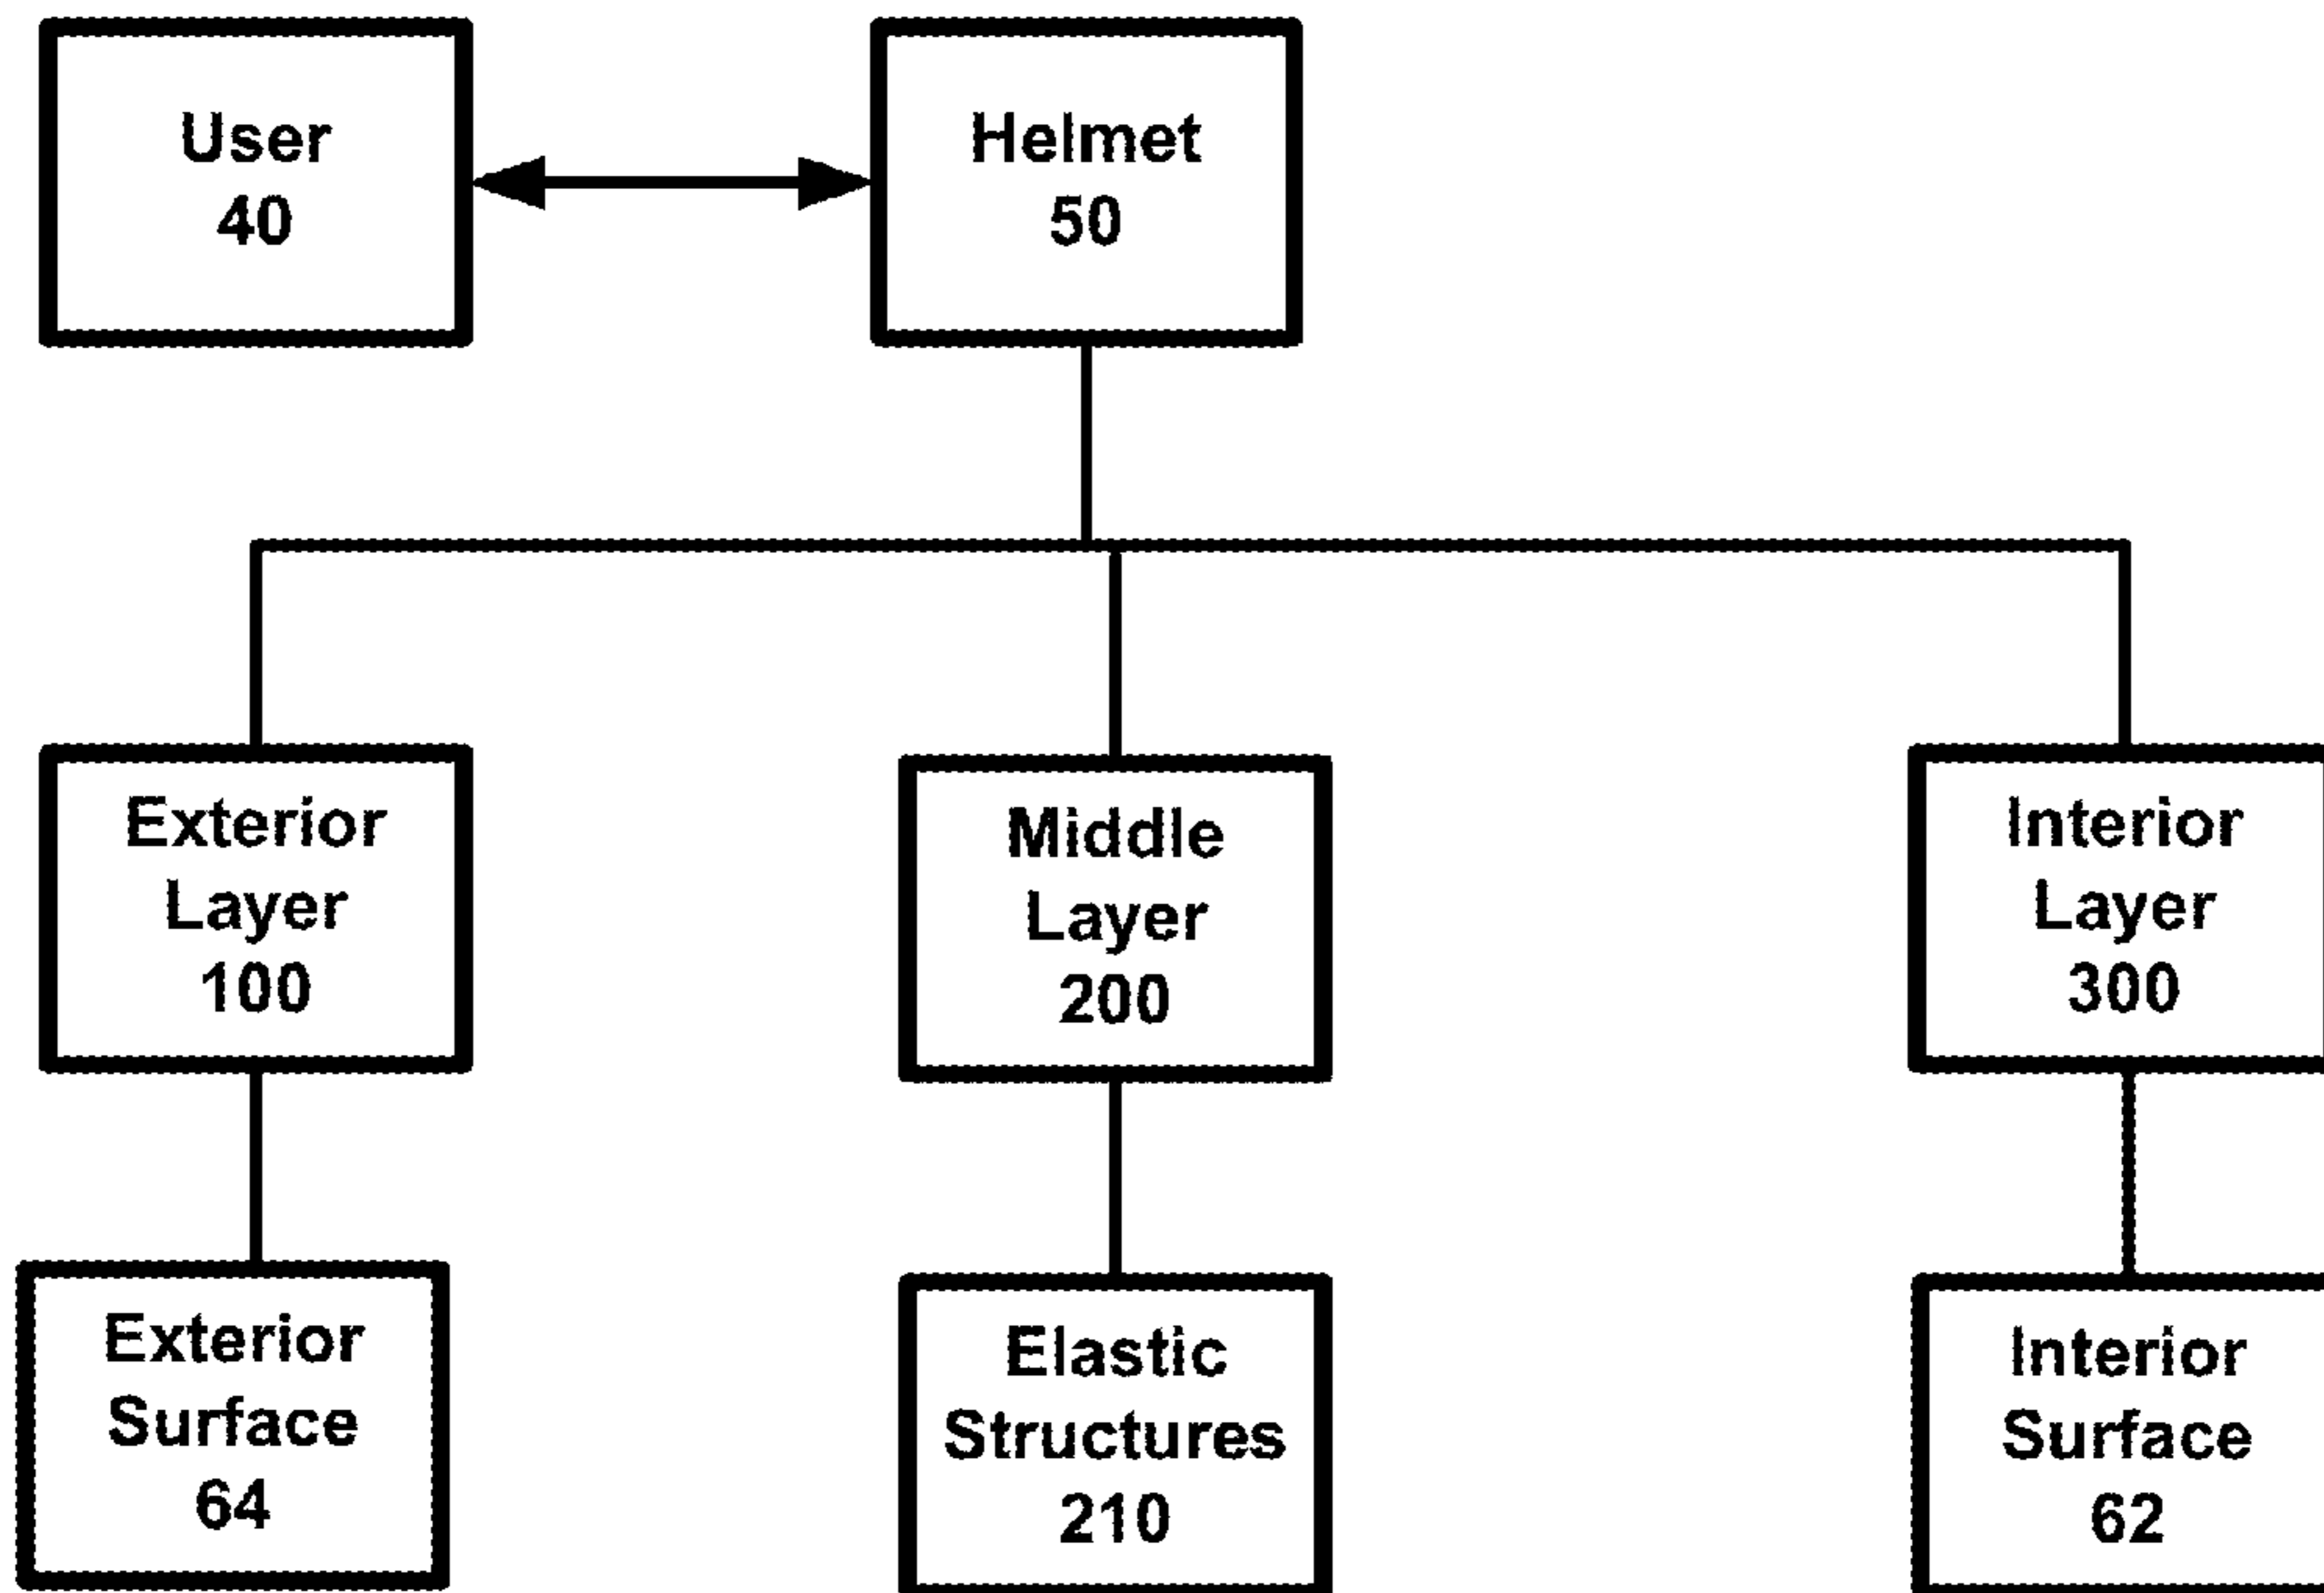 User
40
Helmet
50
Exterior
Layer
100
Middle
Layer
200
Interior
Layer
300
Exterior
Surface
64
Elastic
Structures
210
Interior
Surface
62